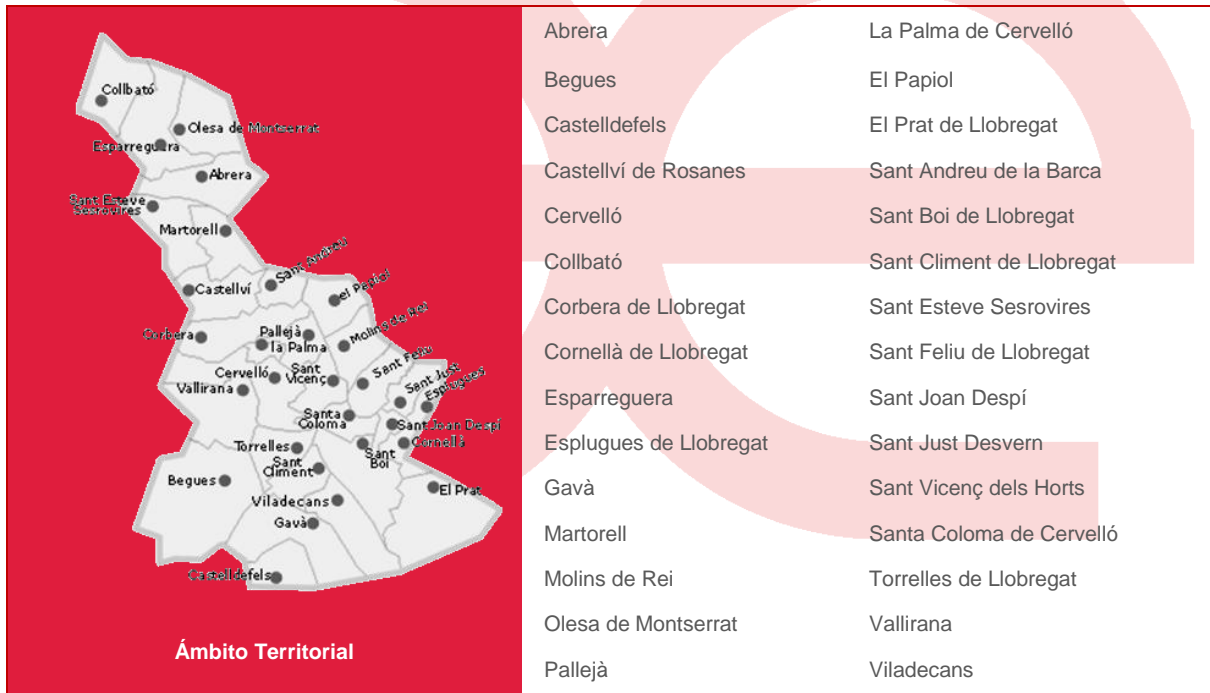 Collbató
Olesa de Montserrat
Esparreguera
Abrera
Sant Esteve
Sesrovires
Martorell
Sant Andreu
Castellví
el Papiol
Corbera
Pallejà
la Palma
Molins de Rei
Cervelló
Sant
Vicenç
Sant Feliu
Vallirana
Sant Just
Esplugues
Santa
Coloma
Sant Joan Despí
Cornellà
Torrelles
Sant
Boi
Sant
Climent
Begues
El Prat
Viladecans
Gavà
Castelldefels
Ámbito Territorial
Abrera
Begues
Castelldefels
Castellví de Rosanes
Cervelló
Collbató
Corbera de Llobregat
Cornellà de Llobregat
Esparreguera
Esplugues de Llobregat
Gavà
Martorell
Molins de Rei
Olesa de Montserrat
Pallejà
La Palma de Cervelló
El Papiol
El Prat de Llobregat
Sant Andreu de la Barca
Sant Boi de Llobregat
Sant Climent de Llobregat
Sant Esteve Sesrovires
Sant Feliu de Llobregat
Sant Joan Despí
Sant Just Desvern
Sant Vicenç dels Horts
Santa Coloma de Cervelló
Torrelles de Llobregat
Vallirana
Viladecans